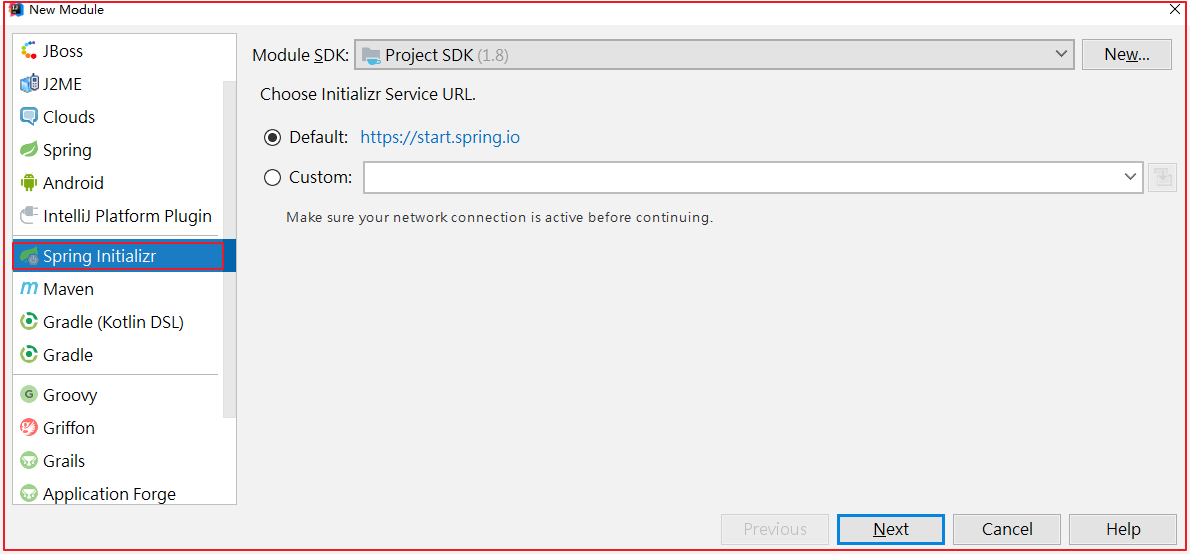 New Module
JBoss
J2ME
Clouds
Spring
Android
IntelliJ Platform Plugin
Spring Initializr
Maven
Gradle (Kotlin DSL)
Gradle
Groovy
Griffon
Grails
Application Forge
Module SDK: Project SDK (1.8) New...
Choose Initializr Service URL.
Default: https://start.spring.io
Custom:
Make sure your network connection is active before continuing.
Previous Next Cancel Help